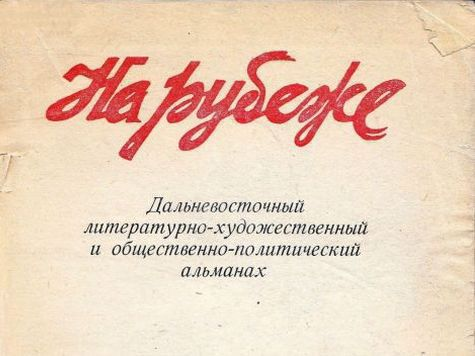 На рубеже
Дальневосточный
литературно-художественный
и общественно-политический
альманах